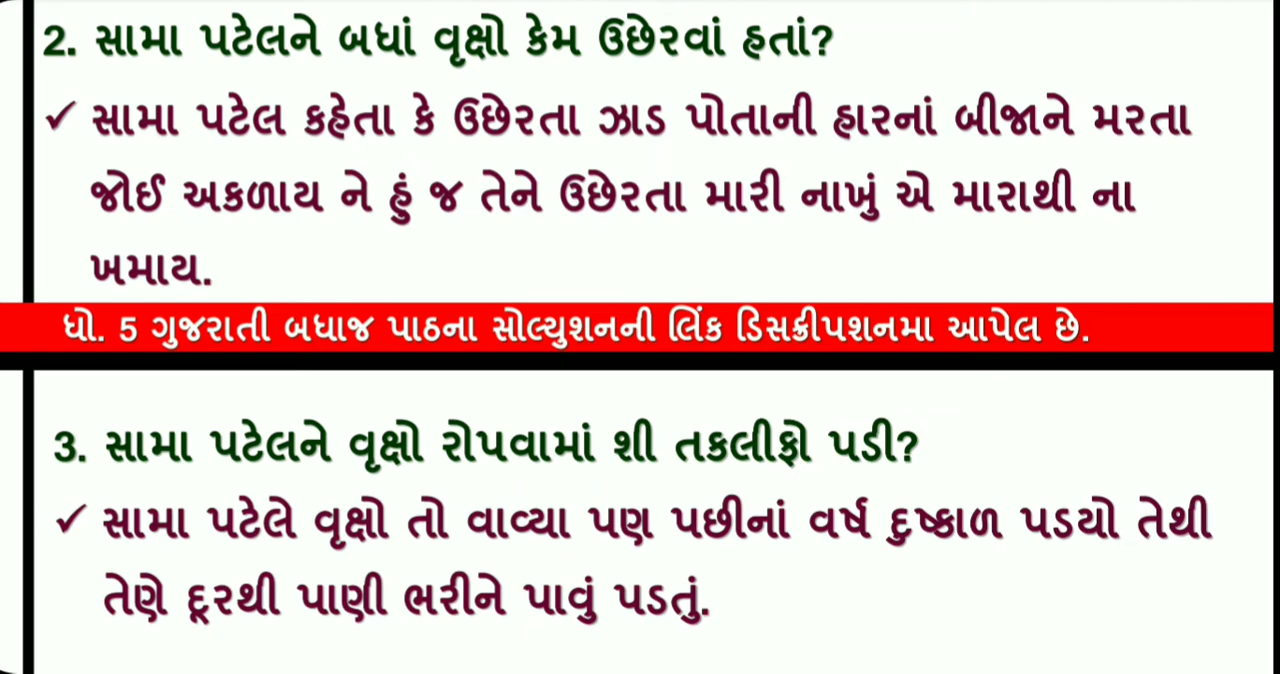 2. સામા પટેલને બધાં વૃક્ષો કેમ ઉછેરવાં હતાં?
✓ સામા પટેલ કહેતા કે ઉછેરતા ઝાડ પોતાની હારનાં બીજાને મરતા
જોઈ અકળાય ને હું જ તેને ઉછેરતા મારી નાખું એ મારાથી ના
ખમાય.
ધો. 5 ગુજરાતી બધાજ પાઠના સોલ્યુશનની લિંક ડિસક્રીપશનમા આપેલ છે.
3. સામા પટેલને વૃક્ષો રોપવામાં શી તકલીફો પડી?
✓ સામા પટેલે વૃક્ષો તો વાવ્યા પણ પછીનાં વર્ષ દુષ્કાળ પડયો તેથી
તેણે દૂરથી પાણી ભરીને પાવું પડતું.